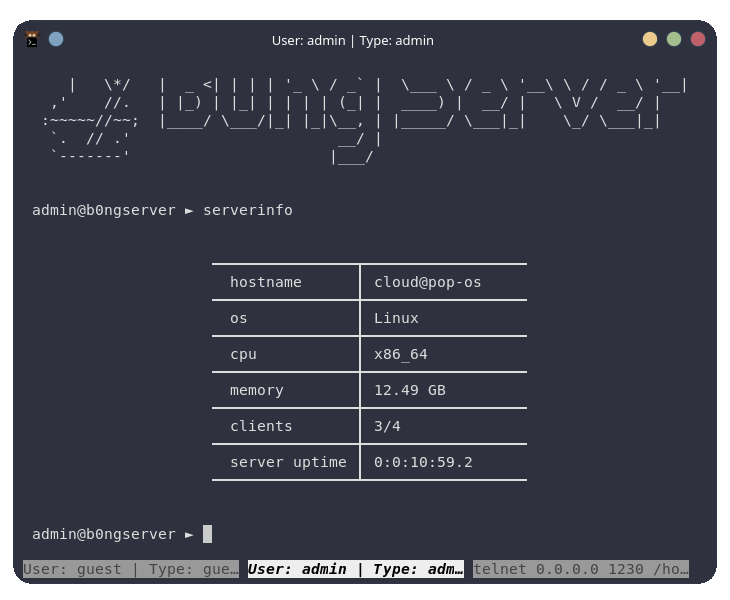 User: admin | Type: admin
    |   \*/   |  _ <| | | | '_ \ / _` |  \___ \ / _ \ '__\ \ / / _ \ '__|
  ,'    //.   | |_) | |_| | | | | (_| |  ____) |  __/ |   \ V /  __/ |
 :~~~~~//~~;  |____/ \___/|_| |_|\__, | |_____/ \___|_|    \_/ \___|_|
  `.  // .'                       __/ |
  `-------'                      |___/
admin@b0ngserver ► serverinfo
hostname cloud@pop-os
os Linux
cpu x86_64
memory 12.49 GB
clients 3/4
server uptime 0:0:10:59.2
admin@b0ngserver ►
User: guest | Type: gue… User: admin | Type: adm… telnet 0.0.0.0 1230 /ho…